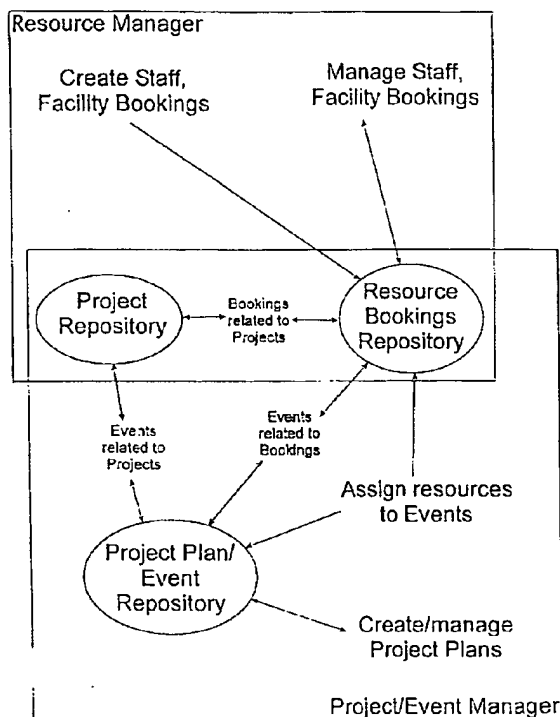 Resource Manager
Create Staff,
Facility Bookings
Manage Staff,
Facility Bookings
Project
Repository
Bookings
related to
Projects
Resource
Bookings
Repository
Events
related to
Projects
Events
related to
Bookings
Assign resources
to Events
Project Plan/
Event
Repository
Create/manage
Project Plans
Project/Event Manager